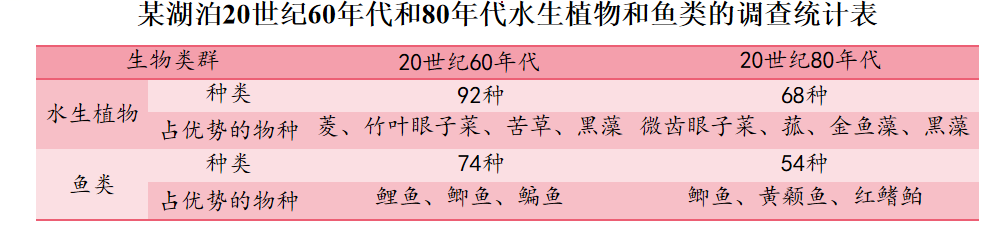 某湖泊20世纪60年代和80年代水生植物和鱼类的调查统计表
生物类群 20世纪60年代 20世纪80年代
水生植物 种类 92种 68种
占优势的物种 菱、竹叶眼子菜、苦草、黑藻 微齿眼子菜、菰、金鱼藻、黑藻
鱼类 种类 74种 54种
占优势的物种 鲤鱼、鲫鱼、鳊鱼 鲫鱼、黄颡鱼、红鳍鲌